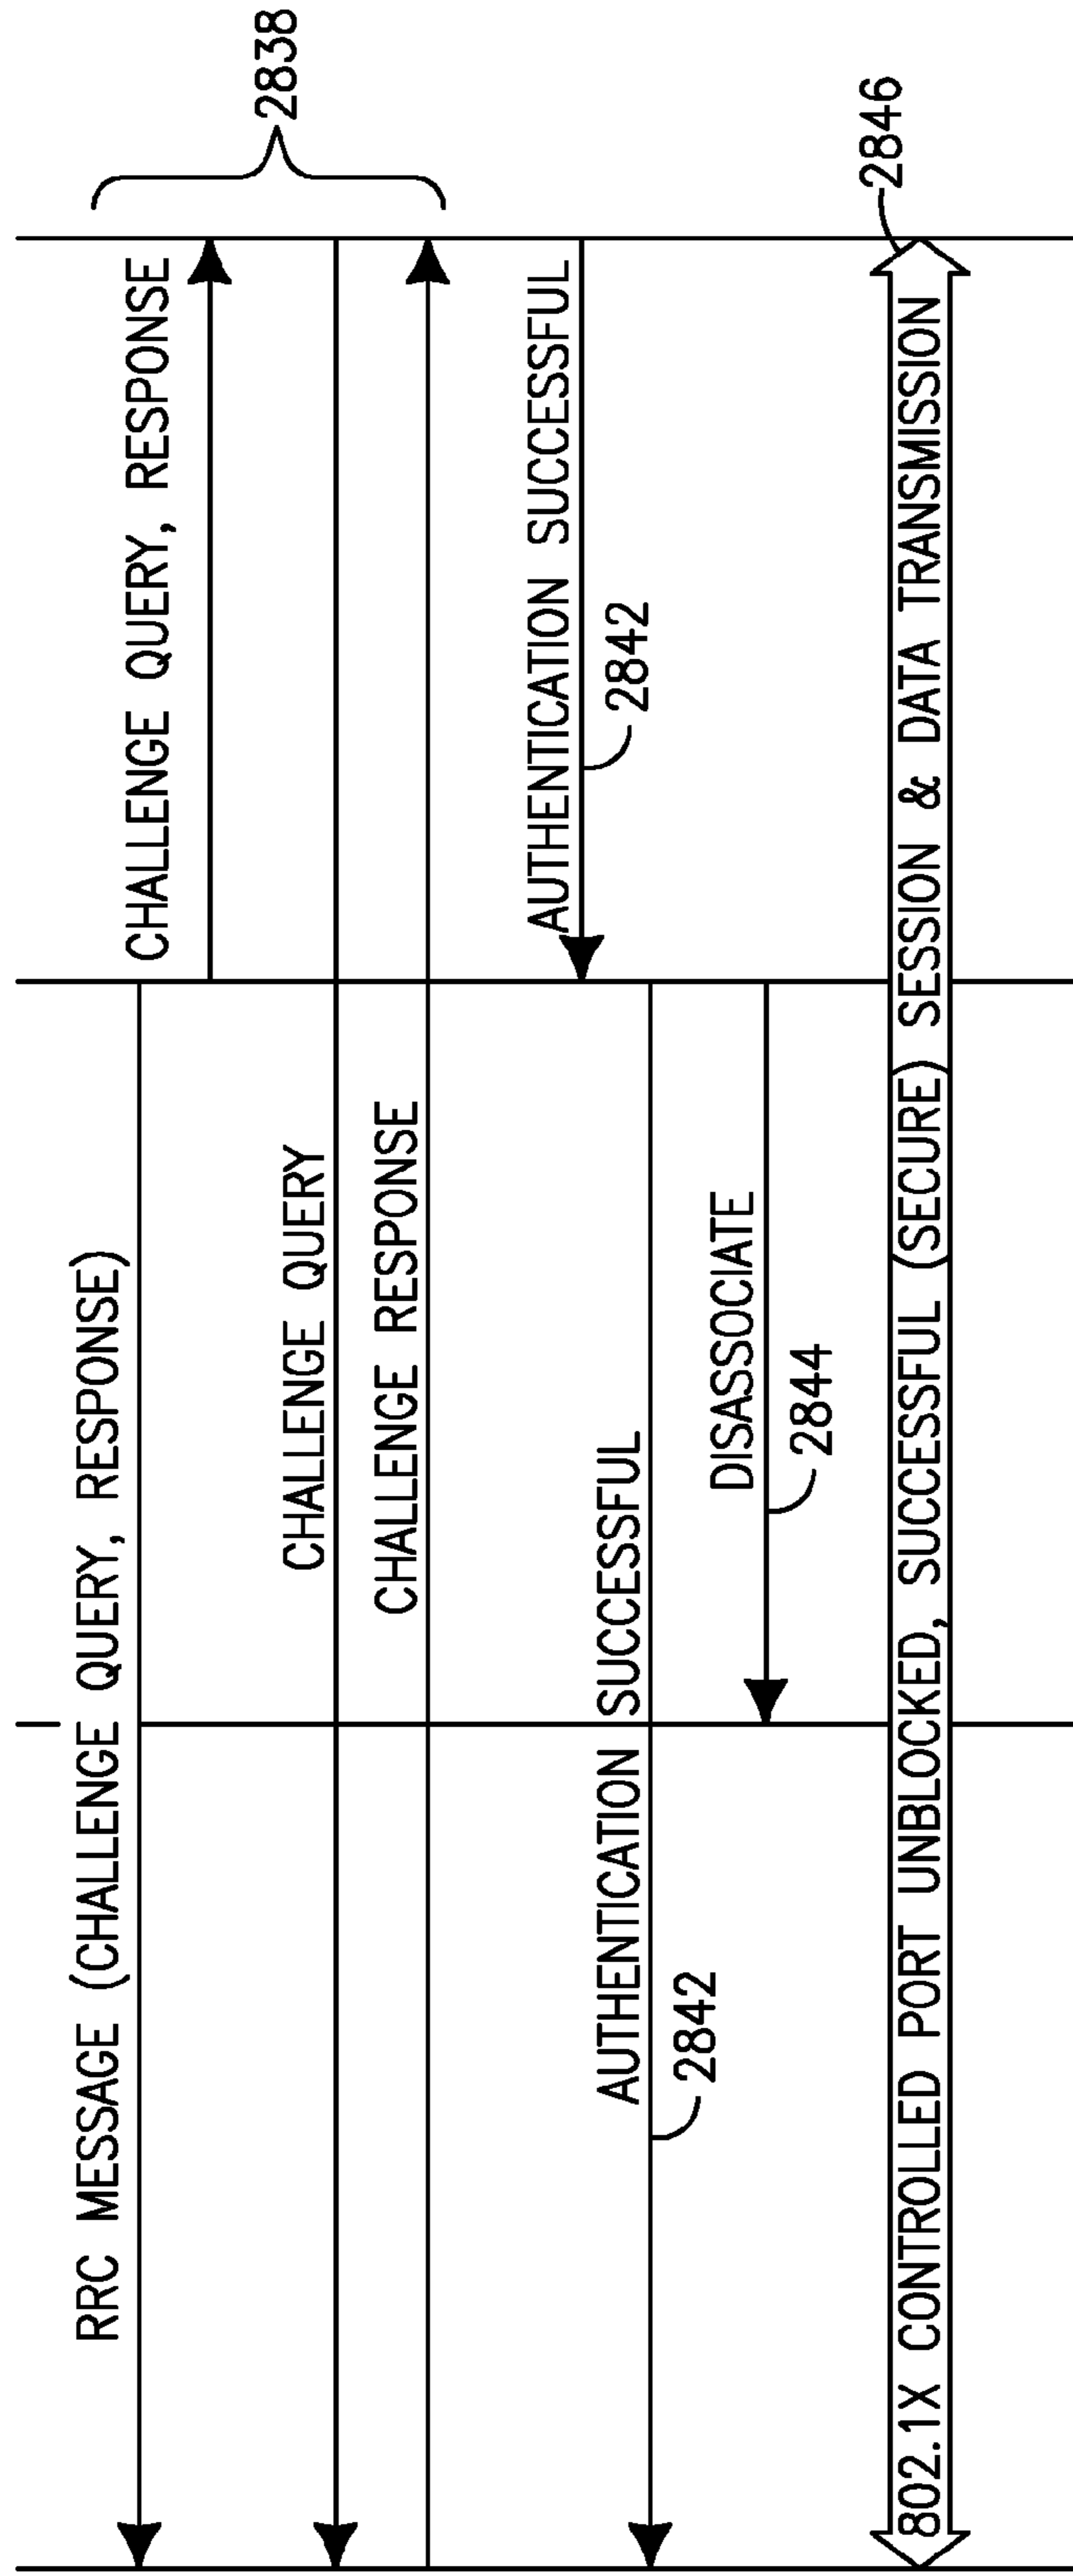 RRC MESSAGE (CHALLENGE QUERY, RESPONSE)
CHALLENGE QUERY, RESPONSE
2838
CHALLENGE QUERY
CHALLENGE RESPONSE
AUTHENTICATION SUCCESSFUL
2842
AUTHENTICATION SUCCESSFUL
2842
DISASSOCIATE
2844
2846
802.1X CONTROLLED PORT UNBLOCKED, SUCCESSFUL (SECURE) SESSION & DATA TRANSMISSION